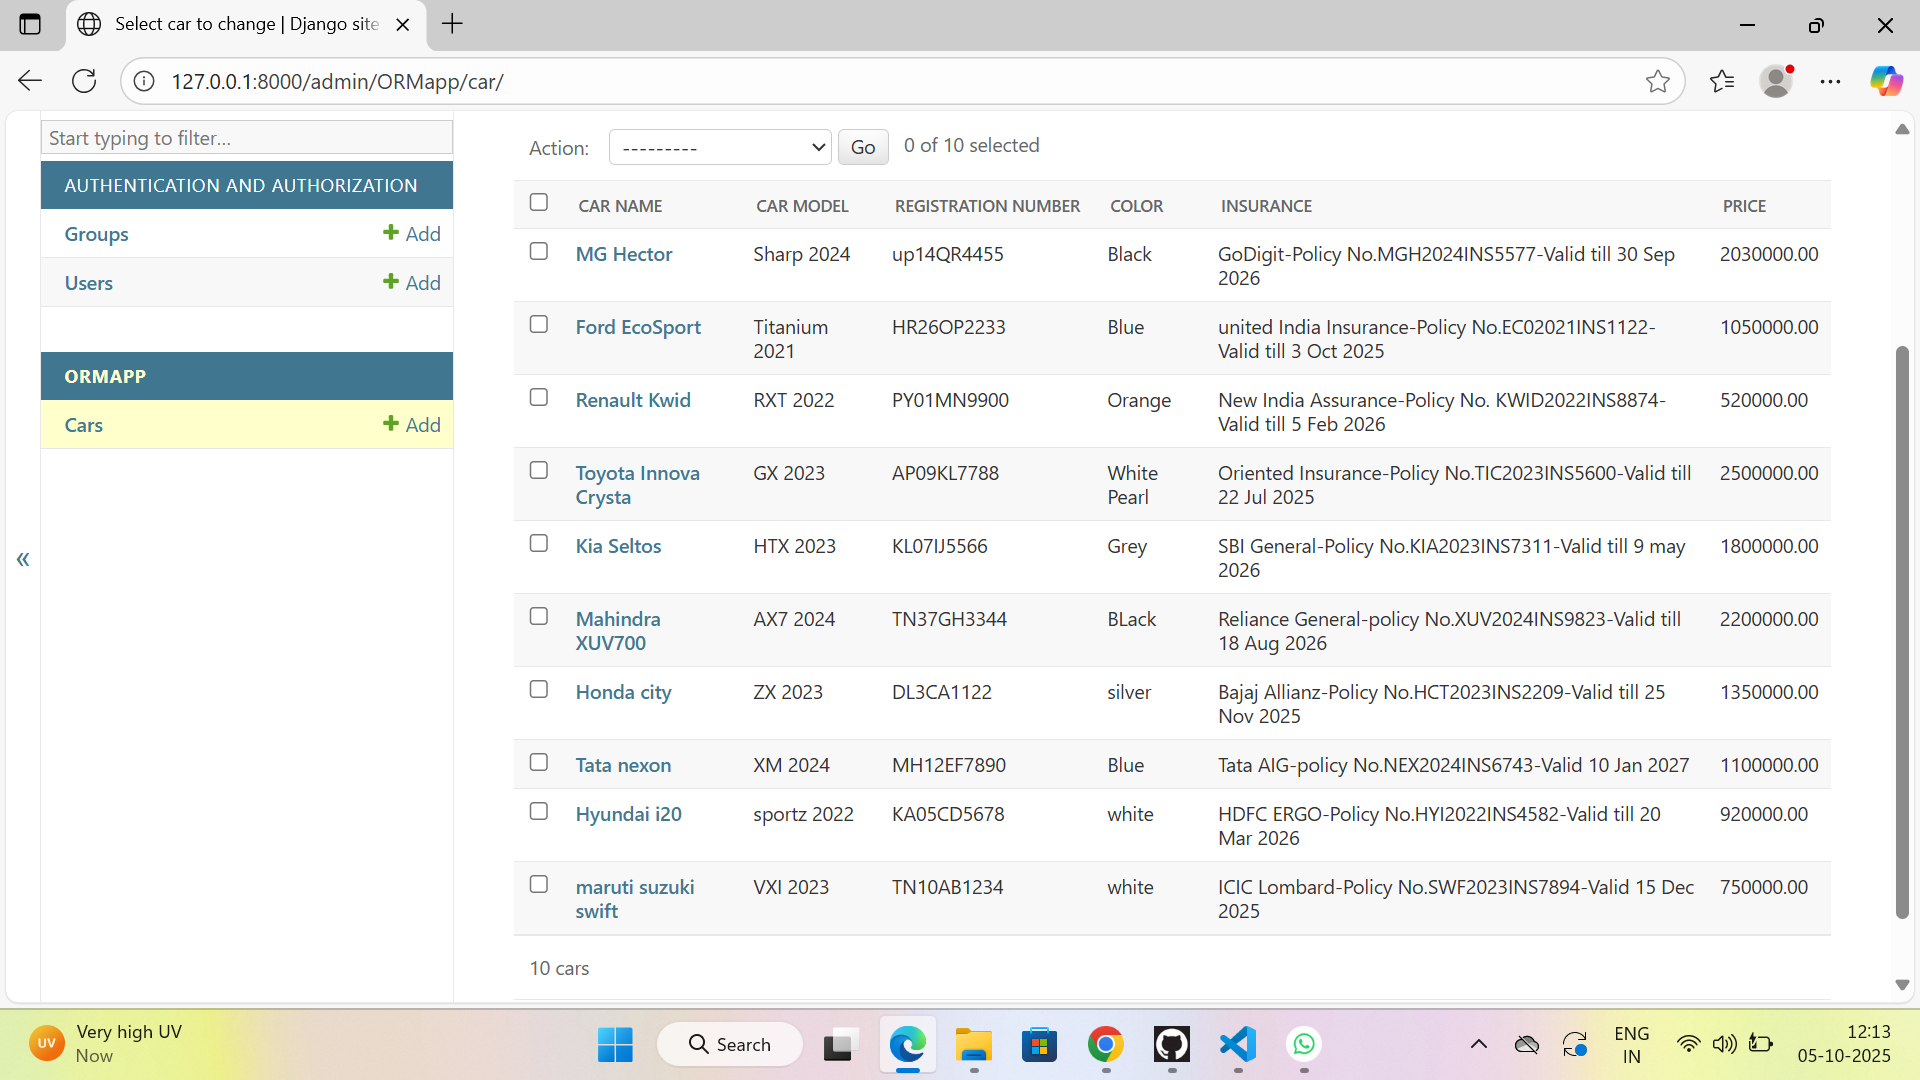 Select car to change | Django site
127.0.0.1:8000/admin/ORMapp/car/
Start typing to filter...
AUTHENTICATION AND AUTHORIZATION
Groups Add
Users Add
ORMAPP
Cars Add
«
Action: --------- Go 0 of 10 selected
CAR NAME CAR MODEL REGISTRATION NUMBER COLOR INSURANCE PRICE
MG Hector Sharp 2024 up14QR4455 Black GoDigit-Policy No.MGH2024INS5577-Valid till 30 Sep 2030000.00
2026
Ford EcoSport Titanium HR26OP2233 Blue united India Insurance-Policy No.EC02021INS1122- 1050000.00
2021 Valid till 3 Oct 2025
Renault Kwid RXT 2022 PY01MN9900 Orange New India Assurance-Policy No. KWID2022INS8874- 520000.00
Valid till 5 Feb 2026
Toyota Innova GX 2023 AP09KL7788 White Oriented Insurance-Policy No.TIC2023INS5600-Valid till 2500000.00
Crysta Pearl 22 Jul 2025
Kia Seltos HTX 2023 KL07IJ5566 Grey SBI General-Policy No.KIA2023INS7311-Valid till 9 may 1800000.00
2026
Mahindra AX7 2024 TN37GH3344 BLack Reliance General-policy No.XUV2024INS9823-Valid till 2200000.00
XUV700 18 Aug 2026
Honda city ZX 2023 DL3CA1122 silver Bajaj Allianz-Policy No.HCT2023INS2209-Valid till 25 1350000.00
Nov 2025
Tata nexon XM 2024 MH12EF7890 Blue Tata AIG-policy No.NEX2024INS6743-Valid 10 Jan 2027 1100000.00
Hyundai i20 sportz 2022 KA05CD5678 white HDFC ERGO-Policy No.HYI2022INS4582-Valid till 20 920000.00
Mar 2026
maruti suzuki VXI 2023 TN10AB1234 white ICIC Lombard-Policy No.SWF2023INS7894-Valid 15 Dec 750000.00
swift 2025
10 cars
UV
Very high UV
Now
Search
ENG
IN
12:13
05-10-2025